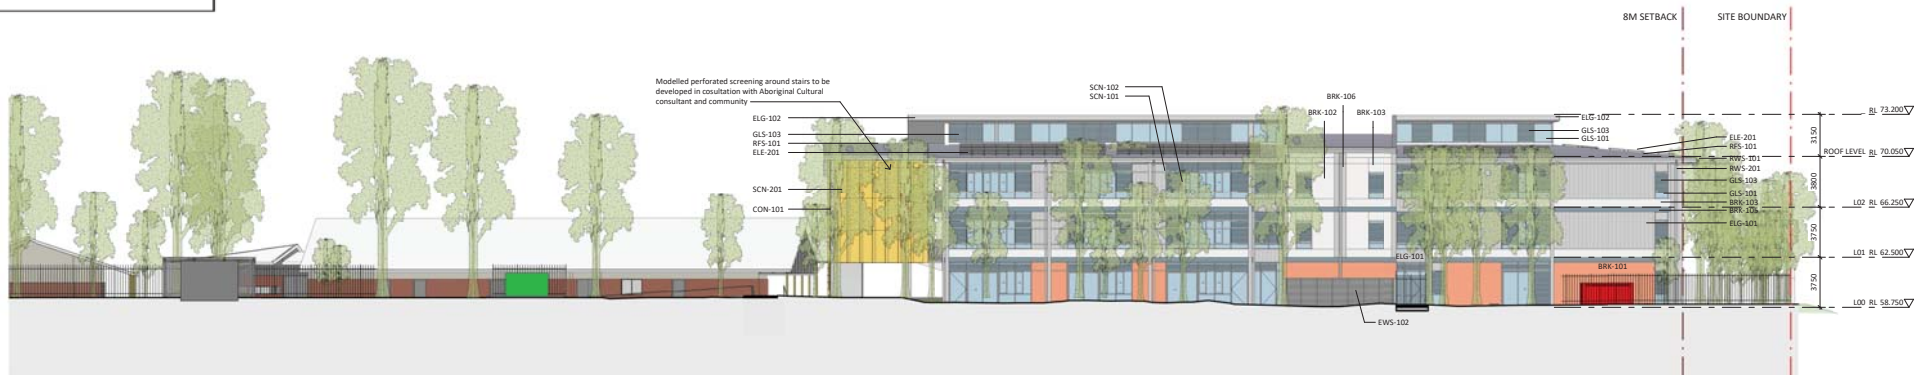 8M SETBACK
SITE BOUNDARY
Modelled perforated screening around stairs to be
developed in cosultation with Aboriginal Cultural
consultant and community
ELG-102
GLS-103
RFS-101
ELE-201
SCN-201
CON-101
SCN-102
SCN-101
BRK-106
BRK-102
BRK-103
ELG-101
EWS-102
BRK-101
ELG-102
GLS-103
GLS-101
ELE-201
RFS-101
RWS-101
RWS-201
GLS-103
GLS-101
BRK-103
BRK-105
ELG-101
RL 73.200
3150
ROOF LEVEL RL 70.050
3800
L02 RL 66.250
3750
L01 RL 62.500
3750
L00 RL 58.750